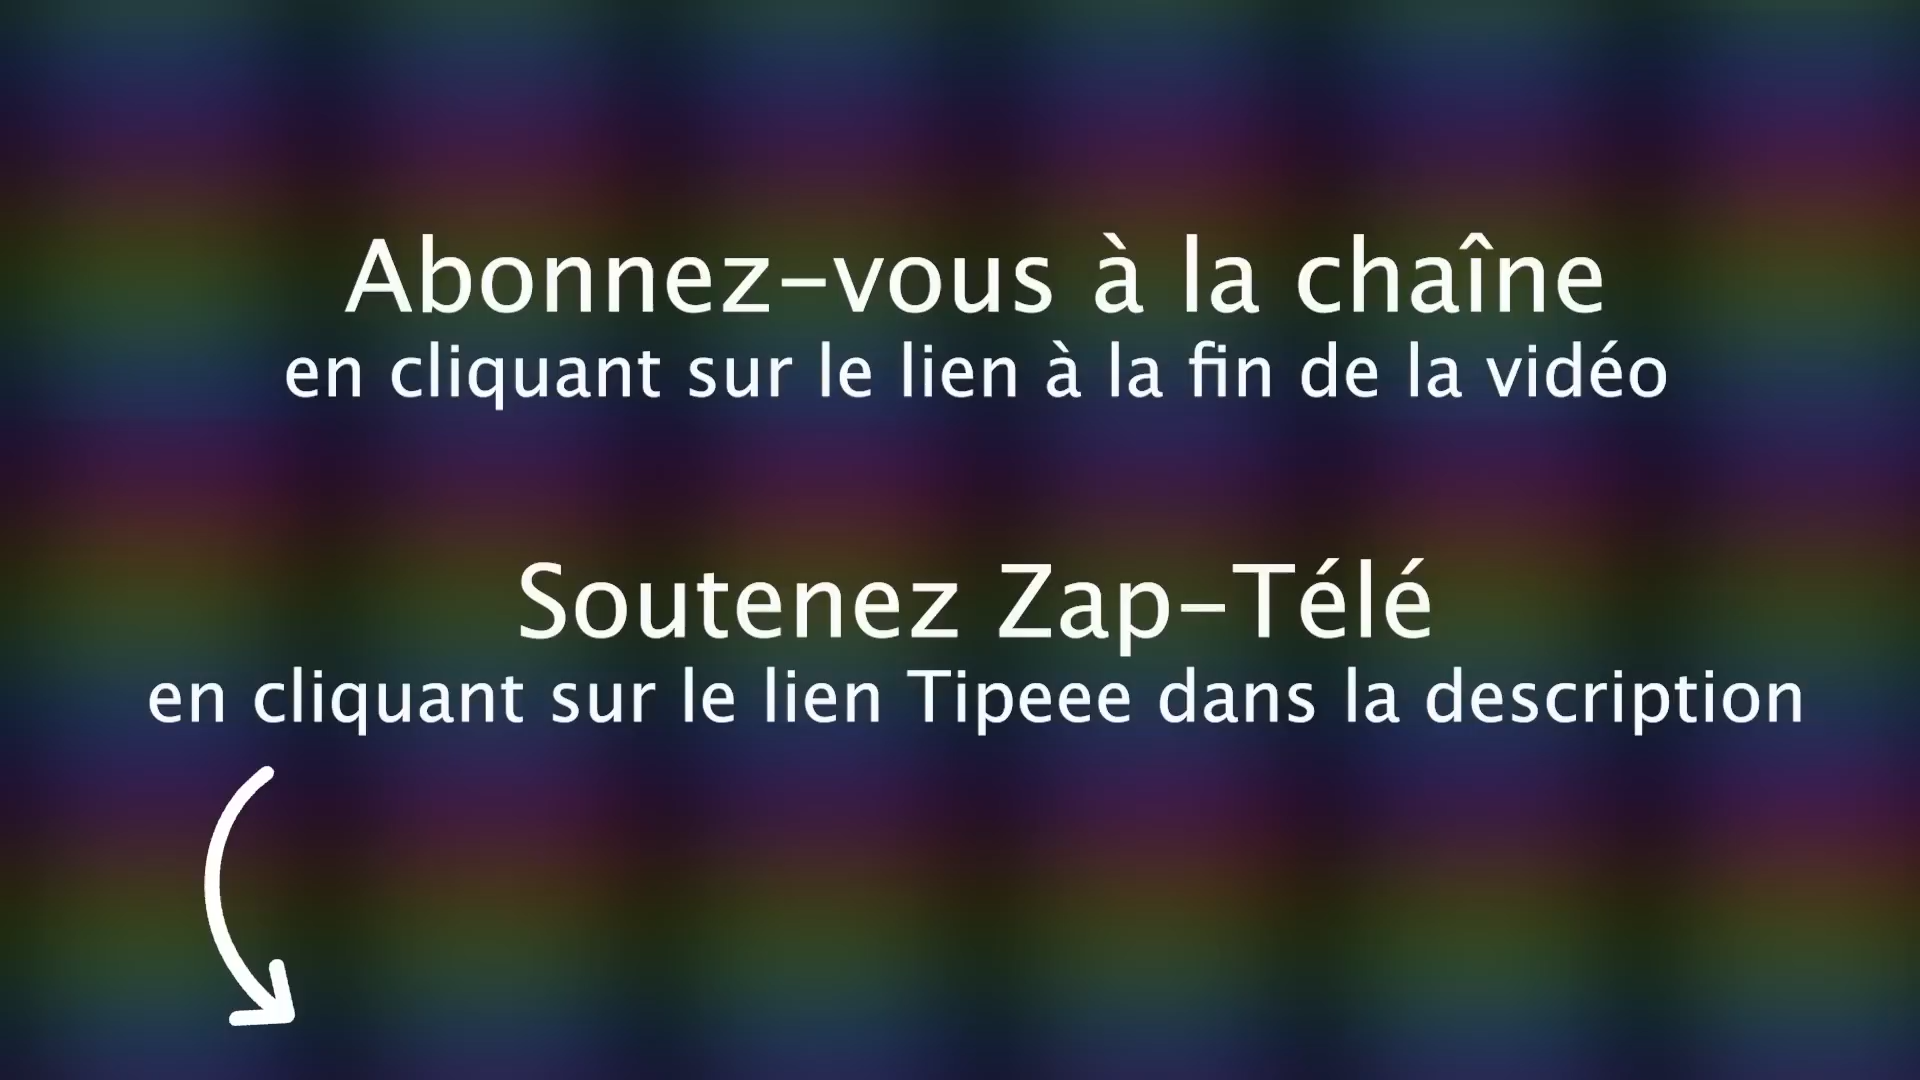 Abonnez-vous à la chaîne
en cliquant sur le lien à la fin de la vidéo
Soutenez Zap-Télé
en cliquant sur le lien Tipeee dans la description